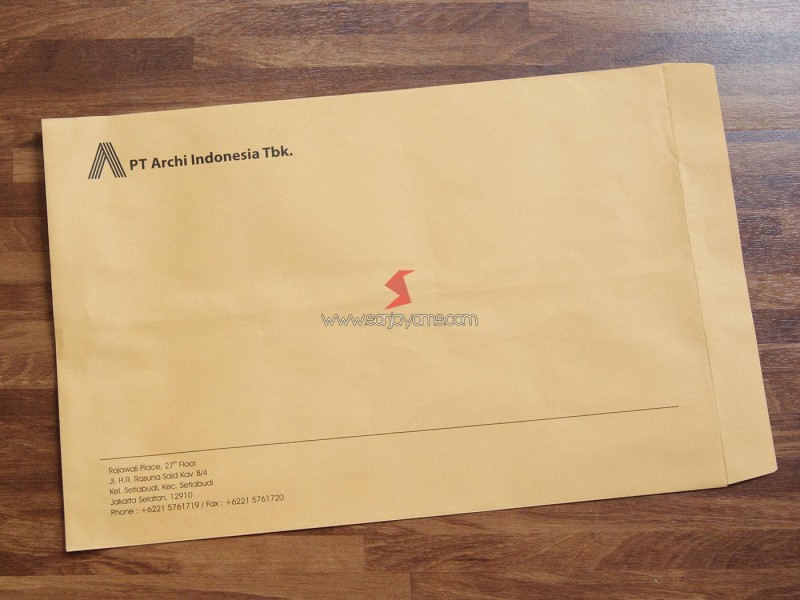 PT Archi Indonesia Tbk.
www.sarjayams.com
Rajawali Place, 27th Floor
Jl. H.R. Rasuna Said Kav. B/4
Kel. Setiabudi, Kec. Setiabudi
Jakarta Selatan, 12910
Phone : +6221 5761719 / Fax : +6221 5761720